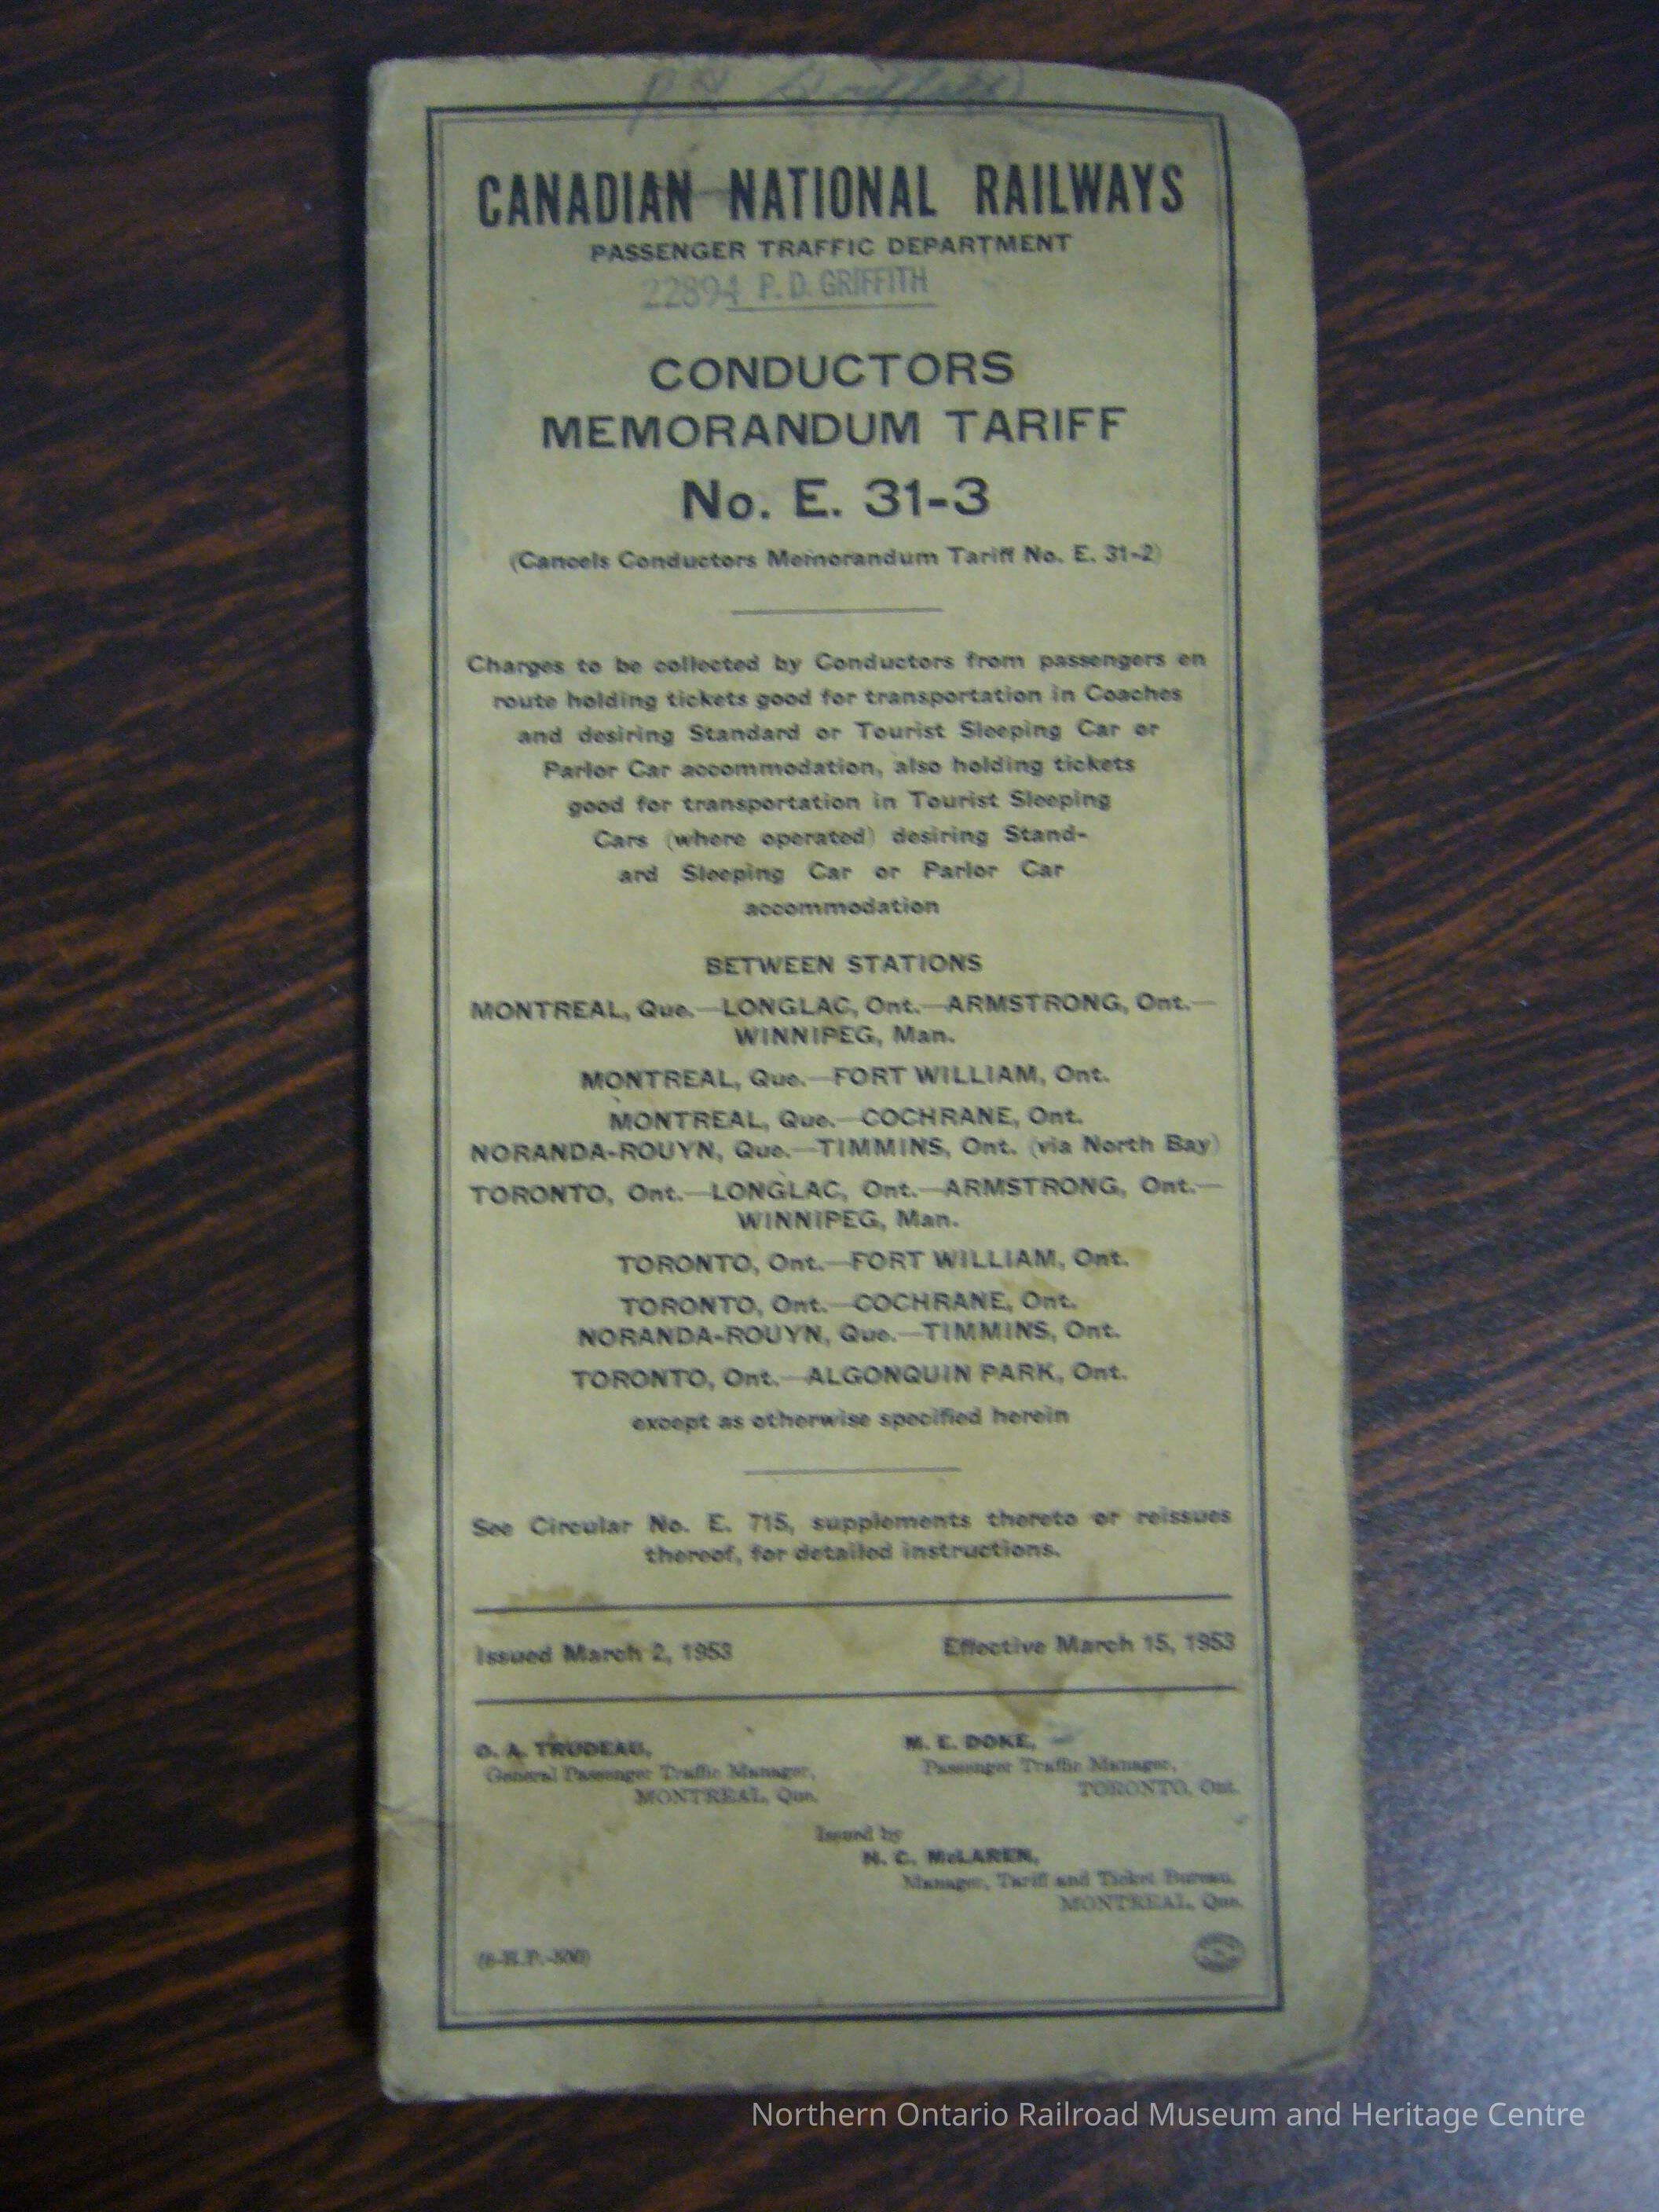 CANADIAN NATIONAL RAILWAYS
PASSENGER TRAFFIC DEPARTMENT
22894 P. D. GRIFFITH
CONDUCTORS
MEMORANDUM TARIFF
No. E. 31-3
(Cancels Conductors Memorandum Tariff No. E. 31-2)
Charges to be collected by Conductors from passengers en
route holding tickets good for transportation in Coaches
and desiring Standard or Tourist Sleeping Car or
Parlor Car accommodation, also holding tickets
good for transportation in Tourist Sleeping
Cars (where operated) desiring Stand-
ard Sleeping Car or Parlor Car
accommodation
BETWEEN STATIONS
MONTREAL, Que.—LONGLAC, Ont.—ARMSTRONG, Ont.—
WINNIPEG, Man.
MONTREAL, Que.—FORT WILLIAM, Ont.
MONTREAL, Que.—COCHRANE, Ont.
NORANDA-ROUYN, Que.—TIMMINS, Ont. (via North Bay)
TORONTO, Ont.—LONGLAC, Ont.—ARMSTRONG, Ont.—
WINNIPEG, Man.
TORONTO, Ont.—FORT WILLIAM, Ont.
TORONTO, Ont.—COCHRANE, Ont.
NORANDA-ROUYN, Que.—TIMMINS, Ont.
TORONTO, Ont.—ALGONQUIN PARK, Ont.
except as otherwise specified herein
See Circular No. E. 715, supplements thereto or reissues
thereof, for detailed instructions.
Issued March 2, 1953 Effective March 15, 1953
A. TRUDEAU, M. E. DOKE,
General Passenger Traffic Manager, Passenger Traffic Manager,
MONTREAL, Que. TORONTO, Ont.
Issued by
C. McLAREN,
Manager, Tariff and Ticket Bureau,
MONTREAL, Que.
Northern Ontario Railroad Museum and Heritage Centre